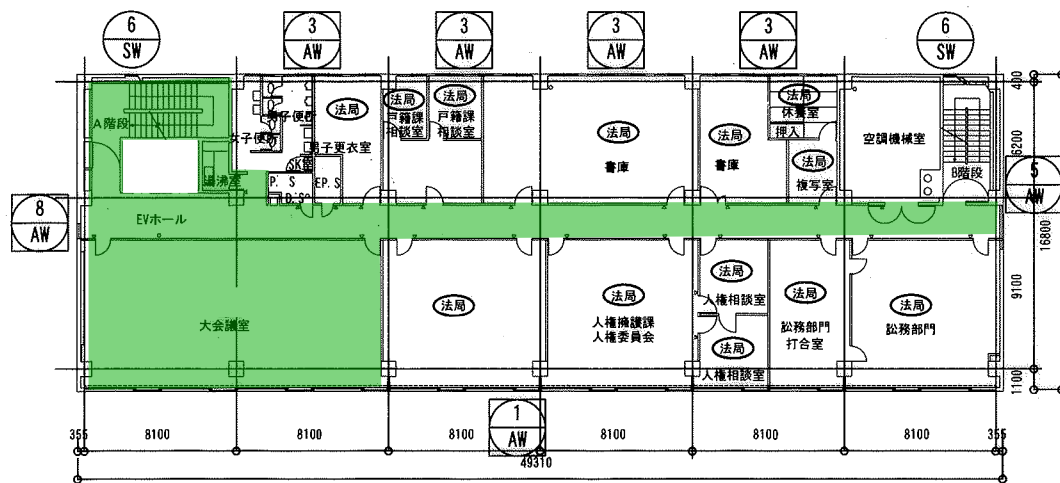 6
SW
3
AW
3
AW
3
AW
3
AW
6
SW
A階段
女子便所
男子便所
湯沸室
SK室
P. S
D. S
EP. S
法局
男子更衣室
法局
戸籍課
相談室
法局
戸籍課
相談室
法局
書庫
法局
書庫
法局
休養室
押入
法局
複写室
空調機械室
B階段
400
6200
5
AW
16800
9100
1100
8
AW
EVホール
大会議室
法局
法局
人権擁護課
人権委員会
法局
人権相談室
法局
人権相談室
法局
訟務部門
打合室
法局
訟務部門
1
AW
355
8100
8100
8100
8100
8100
8100
355
49310